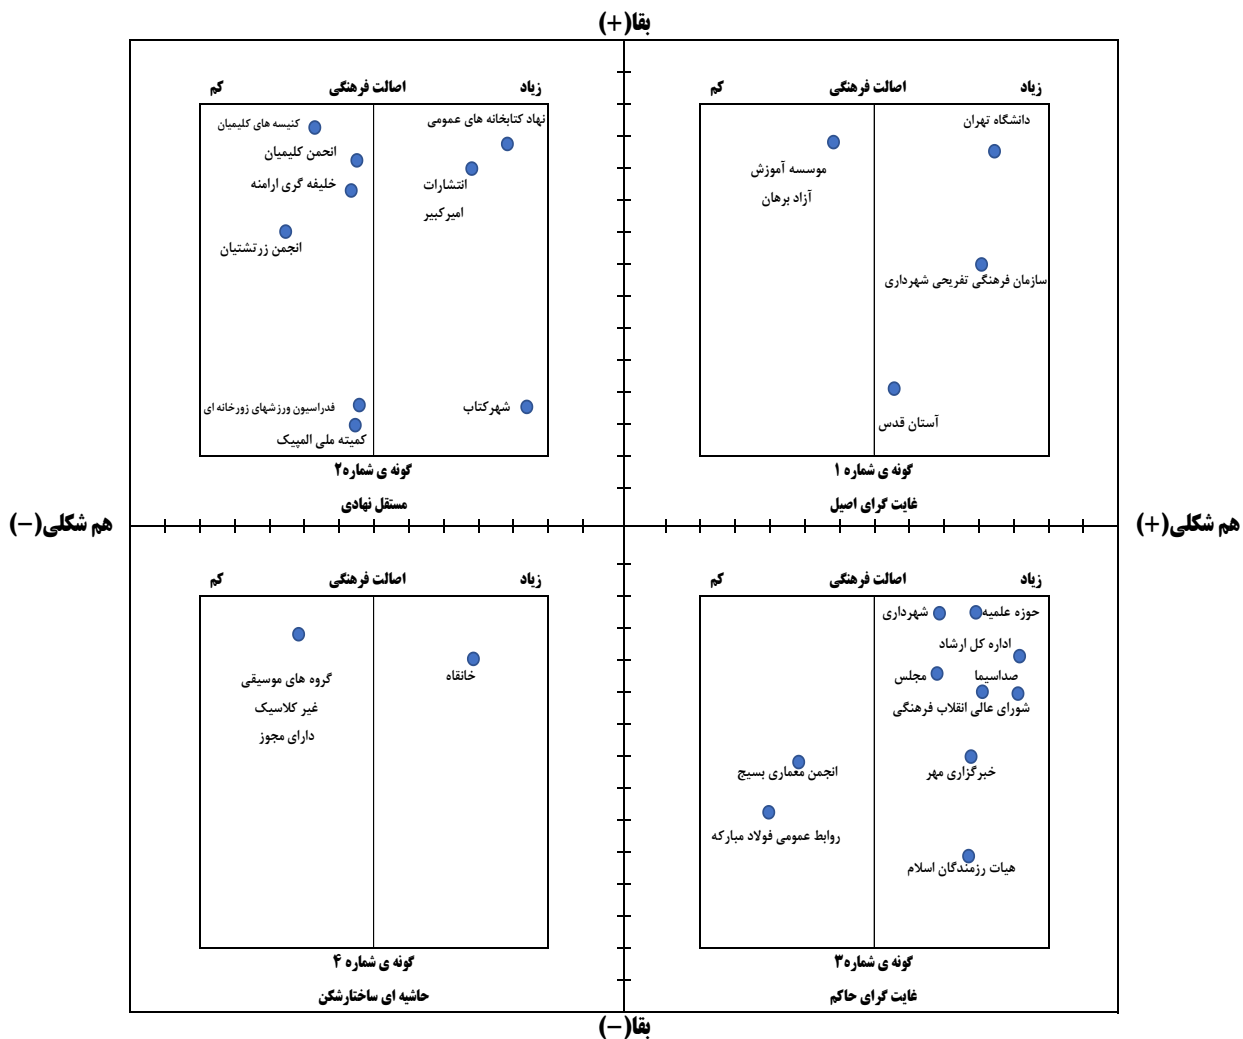 بقا(+)
زیاد
اصالت فرهنگی
کم
دانشگاه تهران
موسسه آموزش
آزاد برهان
سازمان فرهنگی تفریحی شهرداری
آستان قدس
گونه ی شماره ۱
غایت گرای اصیل
زیاد
اصالت فرهنگی
کم
نهاد کتابخانه های عمومی
کنیسه های کلیمیان
انحمن کلیمیان
انتشارات
امیرکبیر
خلیفه گری ارامنه
انجمن زرتشتیان
شهرکتاب
فدراسیون ورزشهای زورخانه ای
کمیته ملی المپیک
گونه ی شماره۲
مستقل نهادی
هم شکلی(+)
هم شکلی(–)
زیاد
اصالت فرهنگی
کم
حوزه علمیه
شهرداری
اداره کل ارشاد
صداسیما
مجلس
شورای عالی انقلاب فرهنگی
خبرگزاری مهر
انجمن معماری بسیج
روابط عمومی فولاد مبارکه
هیات رزمندگان اسلام
گونه ی شماره۳
غایت گرای حاکم
زیاد
اصالت فرهنگی
کم
خانقاه
گروه های موسیقی
غیر کلاسیک
دارای مجوز
گونه ی شماره ۴
حاشیه ای ساختارشکن
بقا(–)